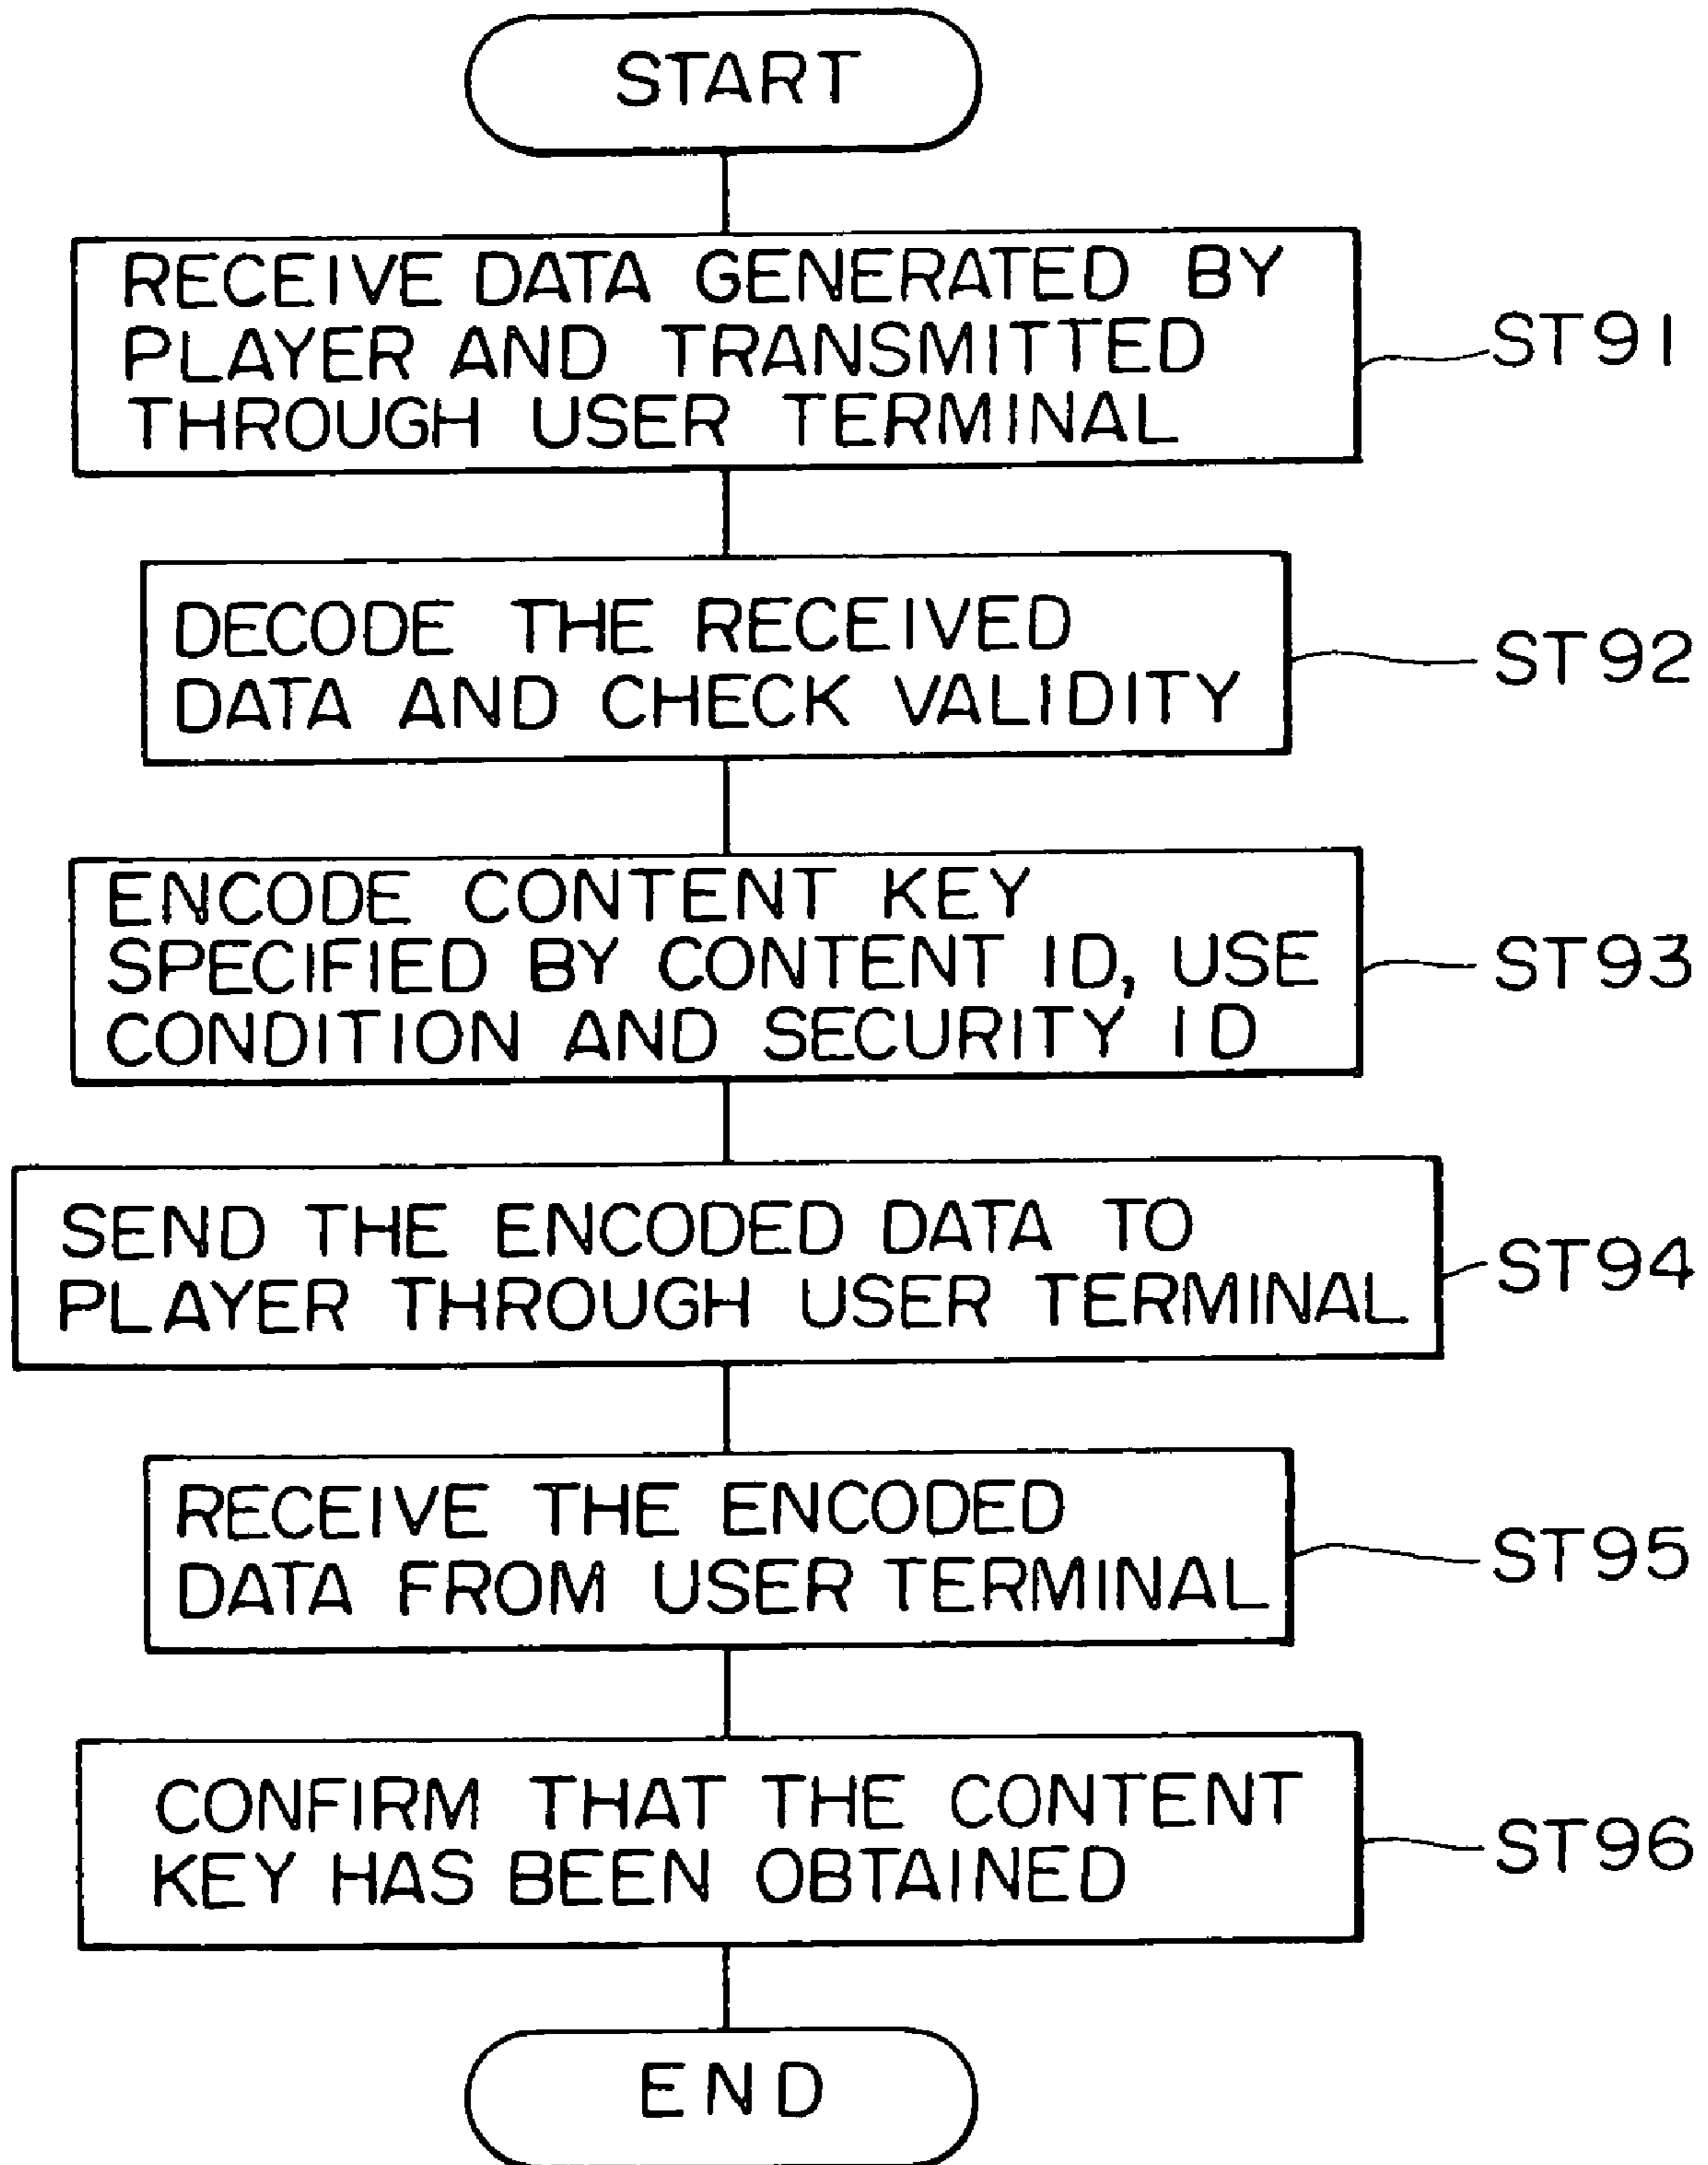 START
RECEIVE DATA GENERATED BY
PLAYER AND TRANSMITTED
THROUGH USER TERMINAL
ST91
DECODE THE RECEIVED
DATA AND CHECK VALIDITY
ST92
ENCODE CONTENT KEY
SPECIFIED BY CONTENT ID, USE
CONDITION AND SECURITY ID
ST93
SEND THE ENCODED DATA TO
PLAYER THROUGH USER TERMINAL
ST94
RECEIVE THE ENCODED
DATA FROM USER TERMINAL
ST95
CONFIRM THAT THE CONTENT
KEY HAS BEEN OBTAINED
ST96
END